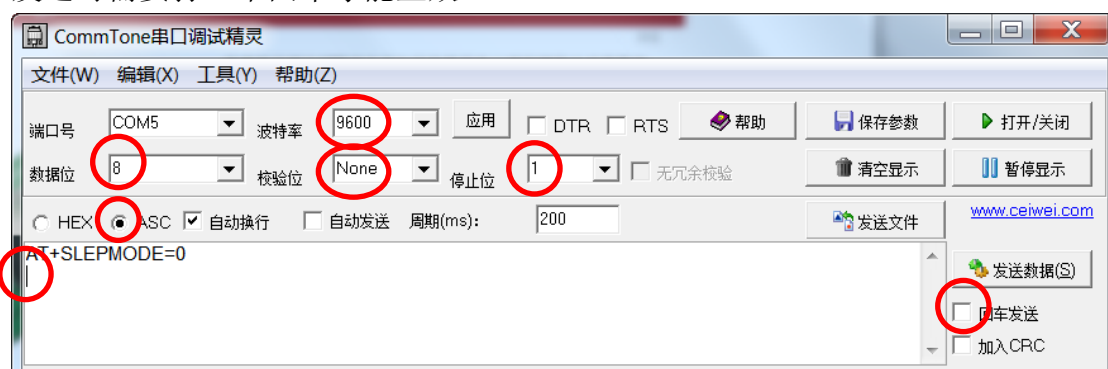 CommTone串口调试精灵
文件(W) 编辑(X) 工具(Y) 帮助(Z)
端口号 COM5 波特率 9600 应用 DTR RTS 帮助 保存参数 打开/关闭
数据位 8 校验位 None 停止位 1 无冗余校验 清空显示 暂停显示
HEX ASC 自动换行 自动发送 周期(ms): 200 发送文件 www.ceiwei.com
AT+SLEPMODE=0
发送数据(S)
回车发送
加入CRC